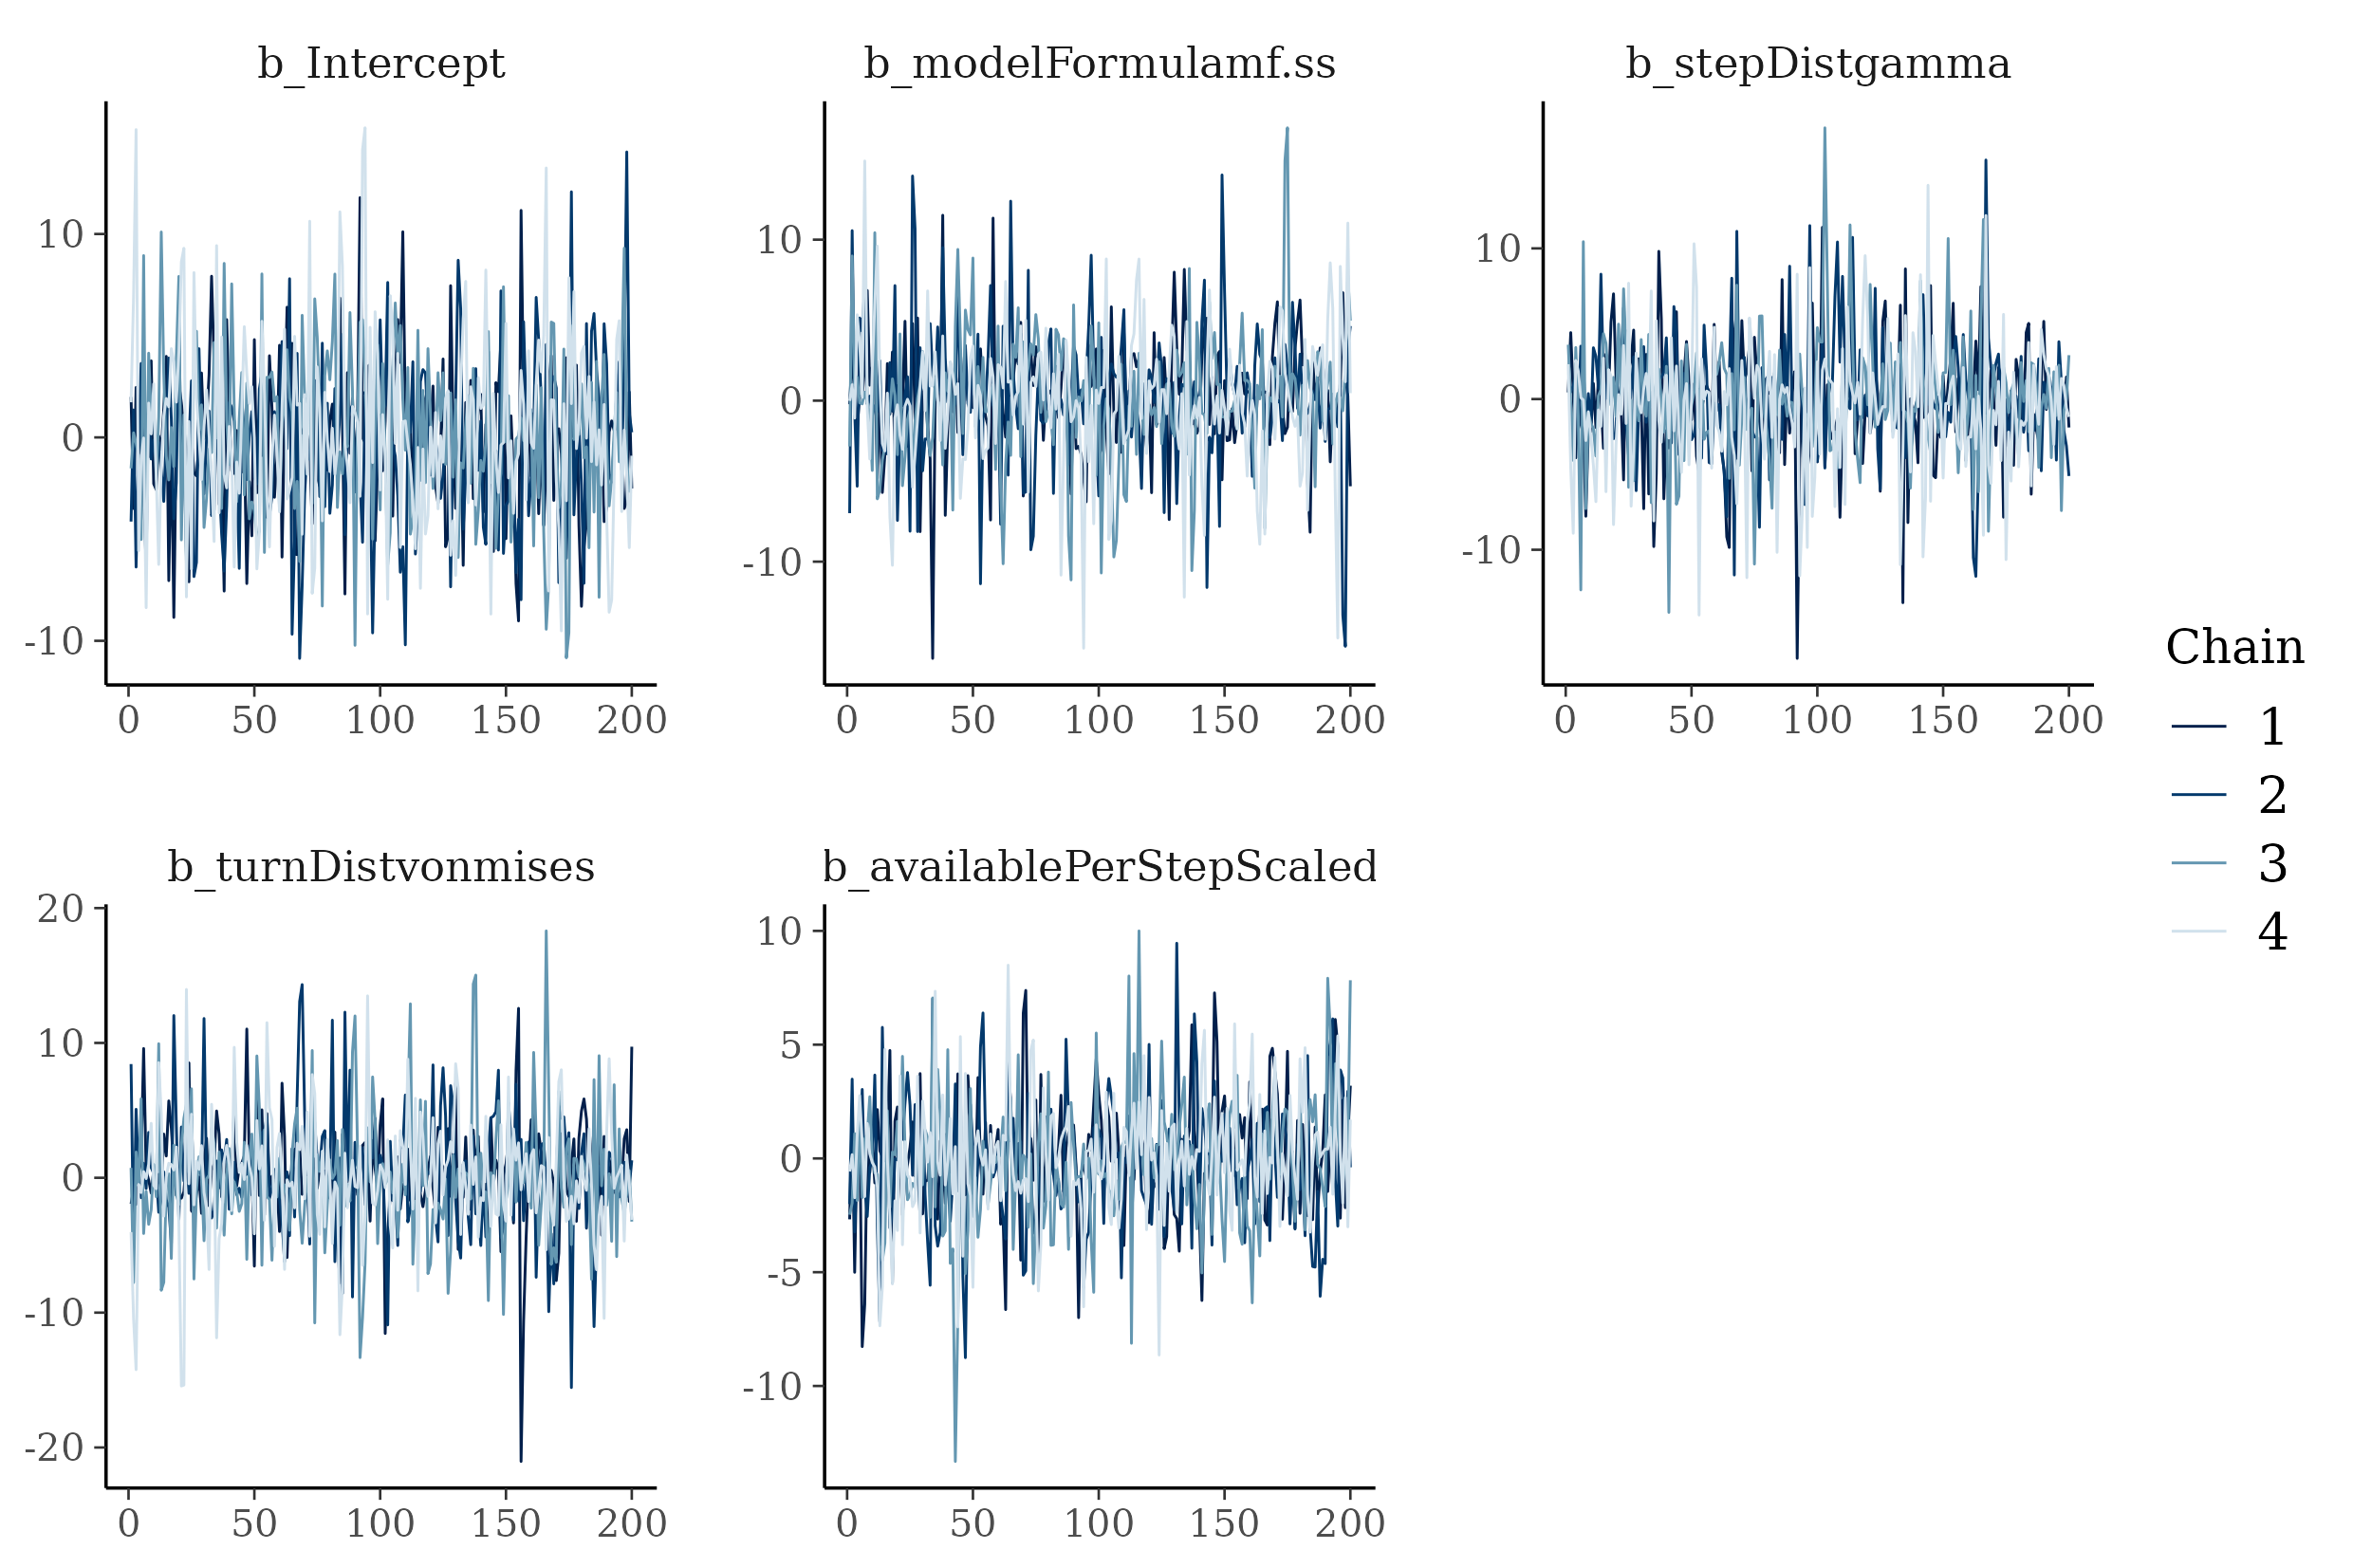 b_Intercept
b_modelFormulamf.ss
b_stepDistgamma
10
0
-10
0 50 100 150 200
10
0
-10
0 50 100 150 200
10
0
-10
0 50 100 150 200
Chain
1
2
3
4
b_turnDistvonmises
b_availablePerStepScaled
20
10
0
-10
-20
0 50 100 150 200
10
5
0
-5
-10
0 50 100 150 200